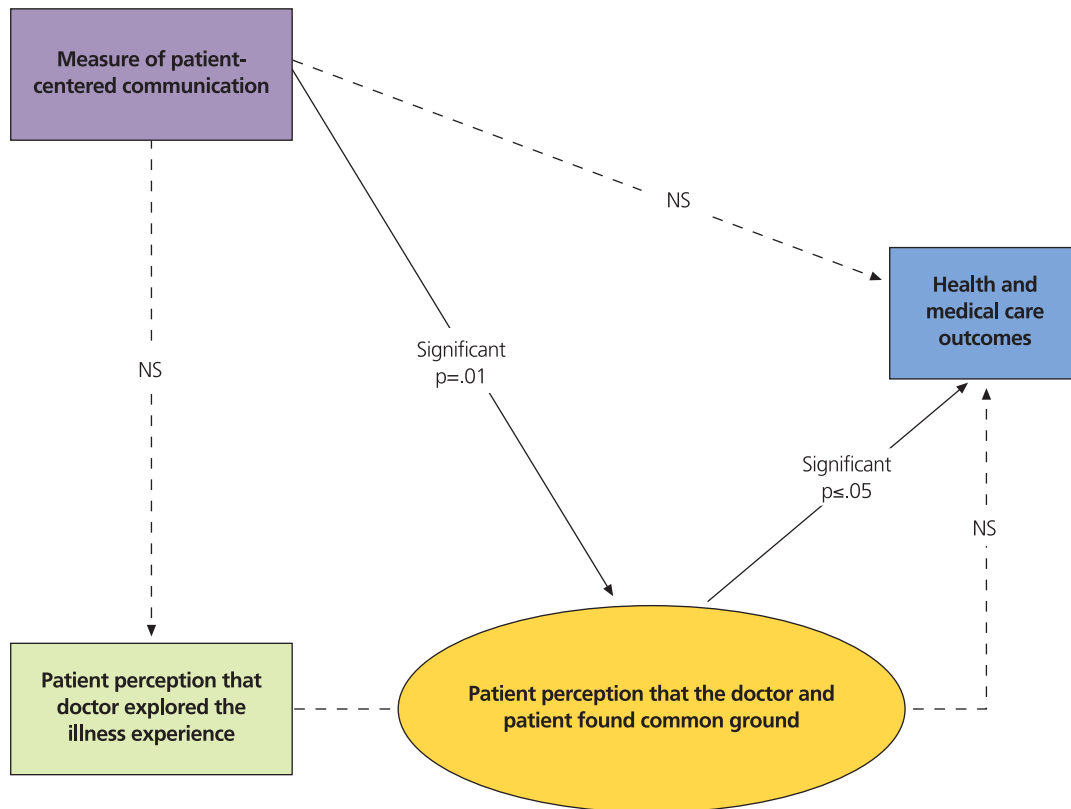 Measure of patient-
centered communication
NS
Health and
medical care
outcomes
Significant
p=.01
NS
Significant
p≤.05
NS
Patient perception that
doctor explored the
illness experience
Patient perception that the doctor and
patient found common ground